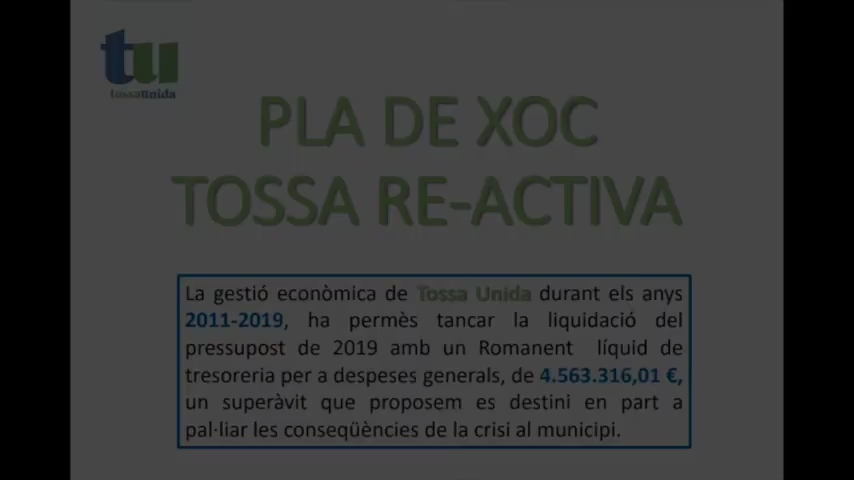 tu
tossaunida
PLA DE XOC
TOSSA RE-ACTIVA
La gestió econòmica de Tossa Unida durant els anys
2011-2019, ha permès tancar la liquidació del
pressupost de 2019 amb un Romanent líquid de
tresoreria per a despeses generals, de 4.563.316,01 €,
un superàvit que proposem es destini en part a
pal·liar les conseqüències de la crisi al municipi.